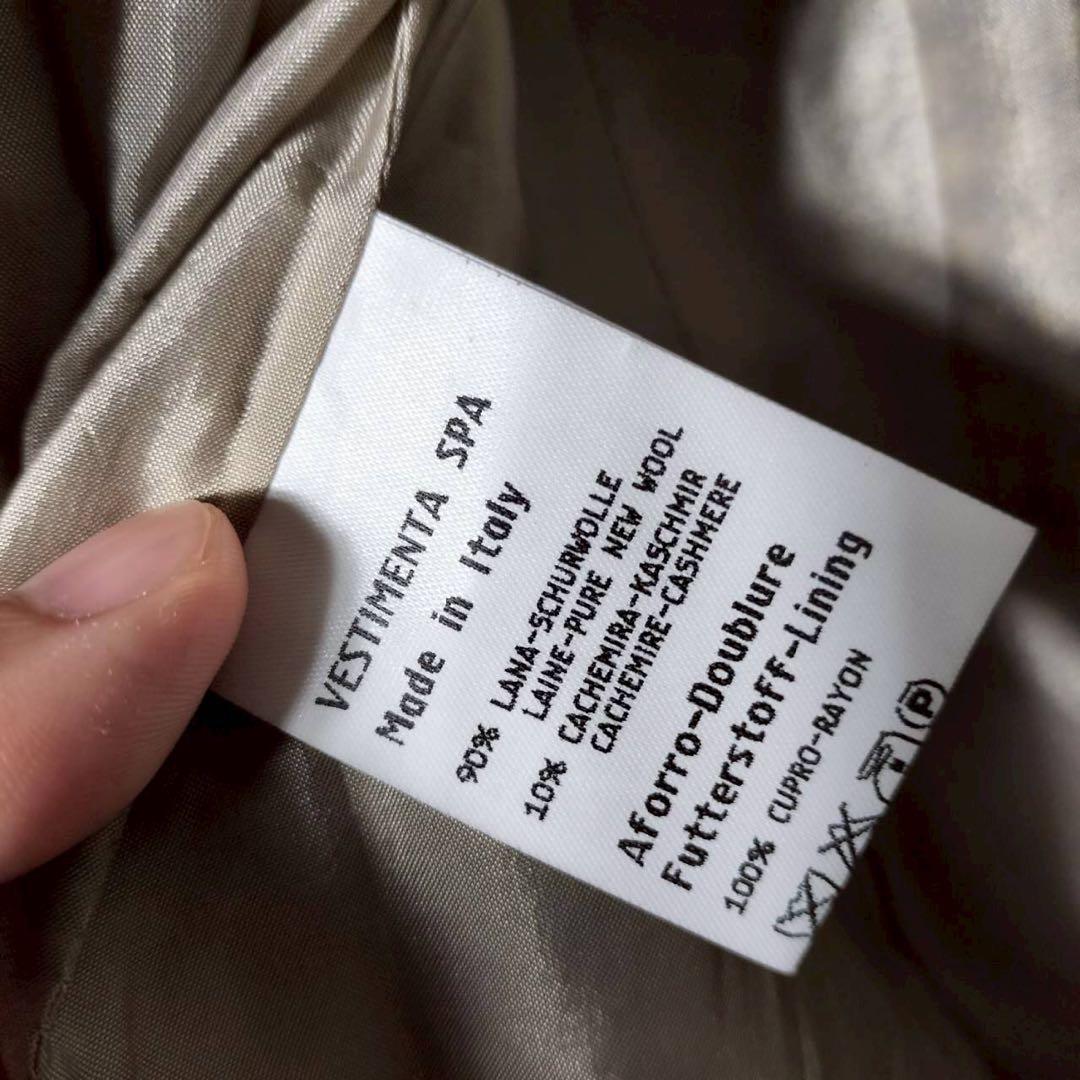 VESTIMENTA SPA
Made in Italy
90% LANA-SCHURWOLLE
LAINE-PURE NEW WOOL
10% CACHEMIRA-KASCHMIR
CACHEMIRE-CASHMERE
Aforro-Doublure
Futterstoff-Lining
100% CUPRO-RAYON
P